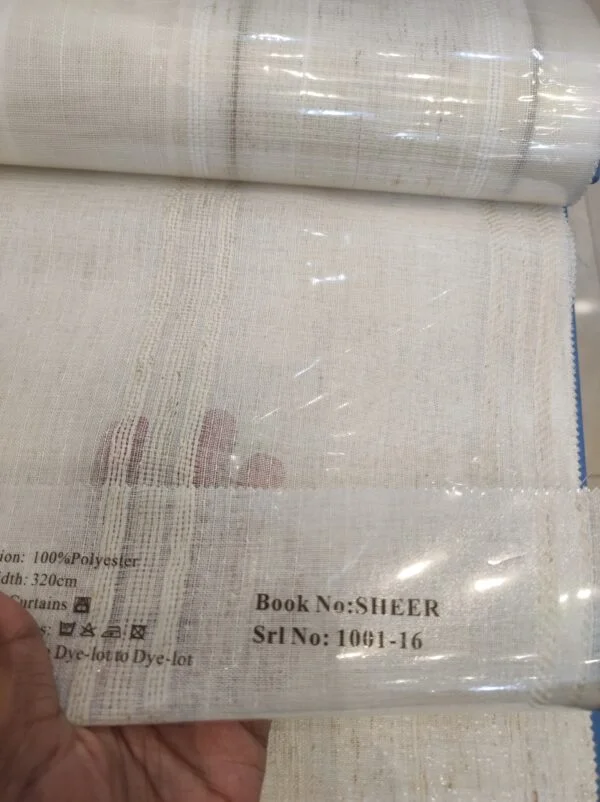 ion: 100%Polyester
dth: 320cm
Curtains
s:
Dye-lot to Dye-lot
Book No:SHEER
Srl No: 1001-16